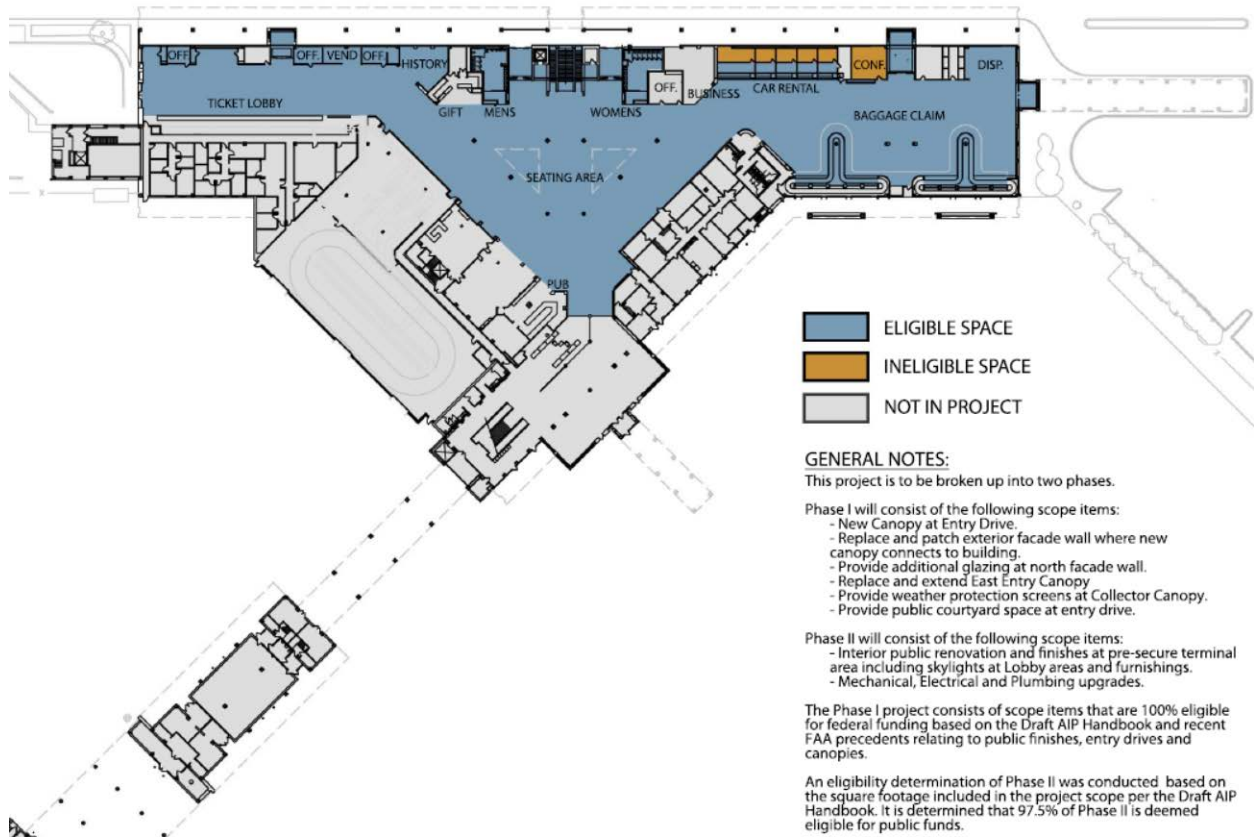 OFF.
OFF.
VEND
OFF.
HISTORY
CONF.
DISP.
OFF.
BUSINESS
CAR RENTAL
TICKET LOBBY
GIFT
MENS
WOMENS
BAGGAGE CLAIM
SEATING AREA
PUB
ELIGIBLE SPACE
INELIGIBLE SPACE
NOT IN PROJECT
GENERAL NOTES:
This project is to be broken up into two phases.
Phase I will consist of the following scope items:
- New Canopy at Entry Drive.
- Replace and patch exterior facade wall where new
canopy connects to building.
- Provide additional glazing at north facade wall.
- Replace and extend East Entry Canopy
- Provide weather protection screens at Collector Canopy.
- Provide public courtyard space at entry drive.
Phase II will consist of the following scope items:
- Interior public renovation and finishes at pre-secure terminal
area including skylights at Lobby areas and furnishings.
- Mechanical, Electrical and Plumbing upgrades.
The Phase I project consists of scope items that are 100% eligible
for federal funding based on the Draft AIP Handbook and recent
FAA precedents relating to public finishes, entry drives and
canopies.
An eligibility determination of Phase II was conducted based on
the square footage included in the project scope per the Draft AIP
Handbook. It is determined that 97.5% of Phase II is deemed
eligible for public funds.